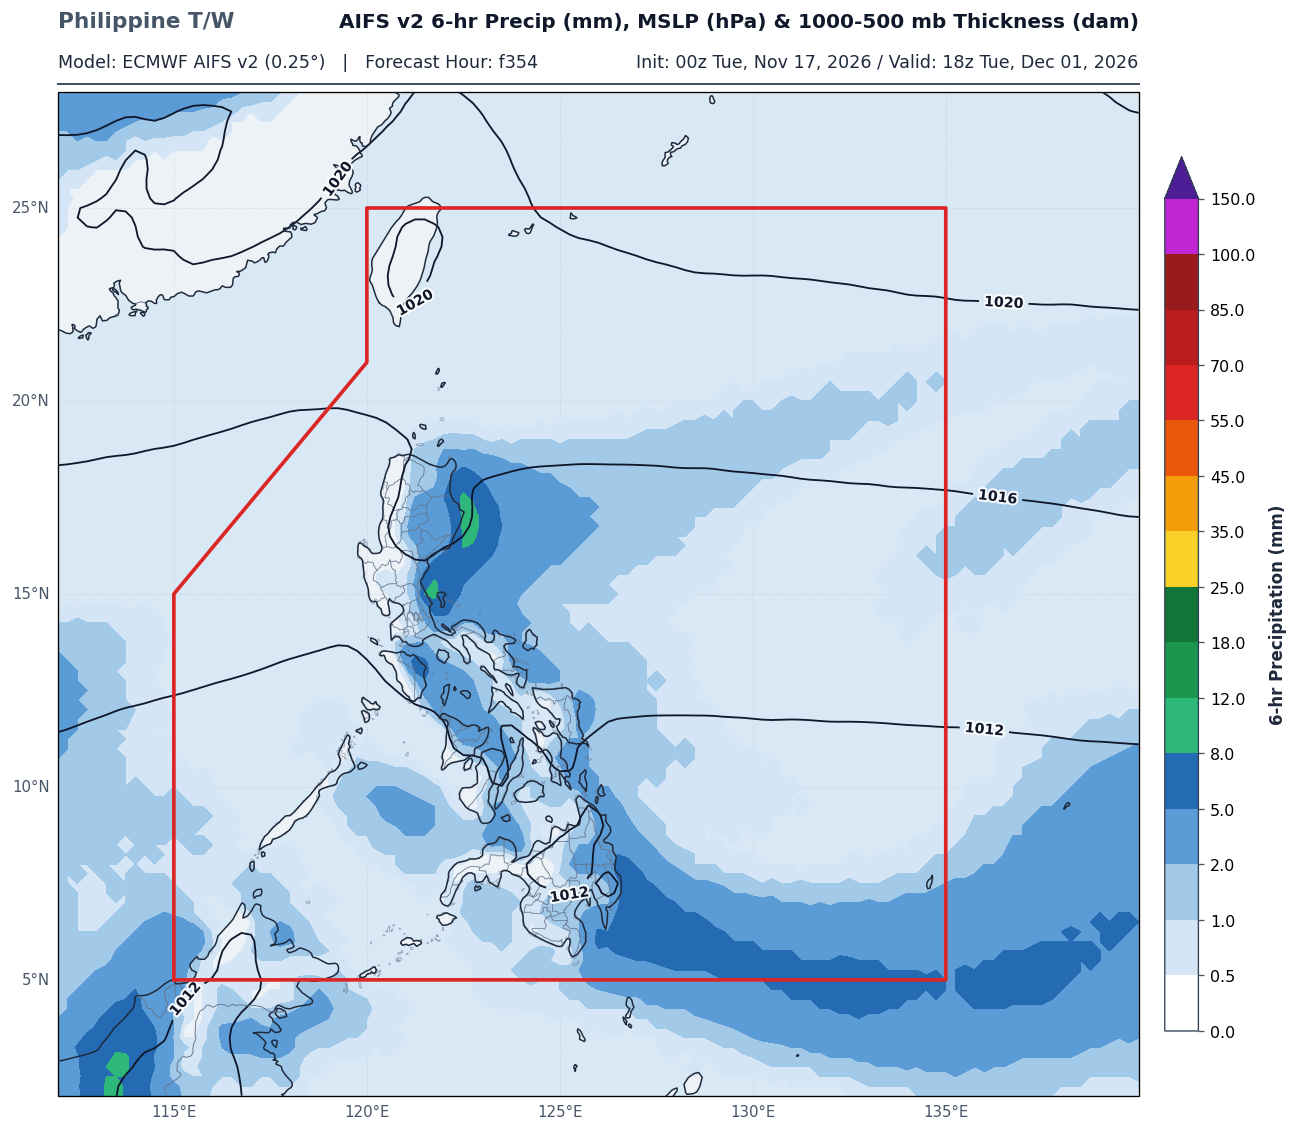 Philippine T/W
AIFS v2 6-hr Precip (mm), MSLP (hPa) & 1000-500 mb Thickness (dam)
Model: ECMWF AIFS v2 (0.25°) | Forecast Hour: f354
Init: 00z Tue, Nov 17, 2026 / Valid: 18z Tue, Dec 01, 2026
25°N
20°N
15°N
10°N
5°N
1020
1020
1020
1016
1012
1012
1012
115°E
120°E
125°E
130°E
135°E
150.0
100.0
85.0
70.0
55.0
45.0
35.0
25.0
18.0
12.0
8.0
5.0
2.0
1.0
0.5
0.0
6-hr Precipitation (mm)